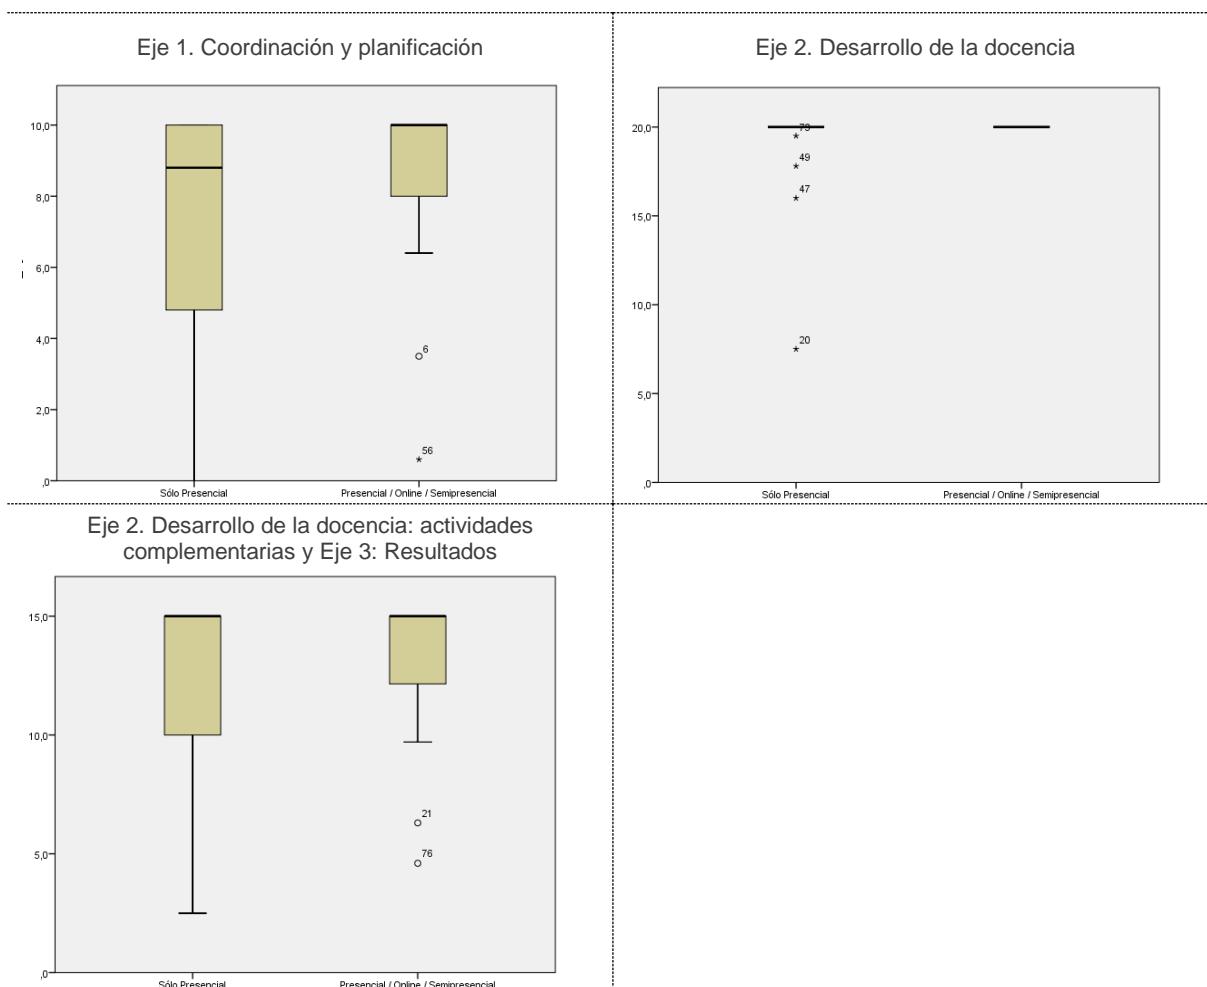 Eje 1. Coordinación y planificación
10,0
8,0
6,0
4,0
2,0
,0
6
56
Sólo Presencial
Presencial / Online / Semipresencial
Eje 2. Desarrollo de la docencia
20,0
15,0
10,0
5,0
,0
79
49
47
20
Sólo Presencial
Presencial / Online / Semipresencial
Eje 2. Desarrollo de la docencia: actividades
complementarias y Eje 3: Resultados
15,0
10,0
5,0
,0
21
76
Sólo Presencial
Presencial / Online / Semipresencial